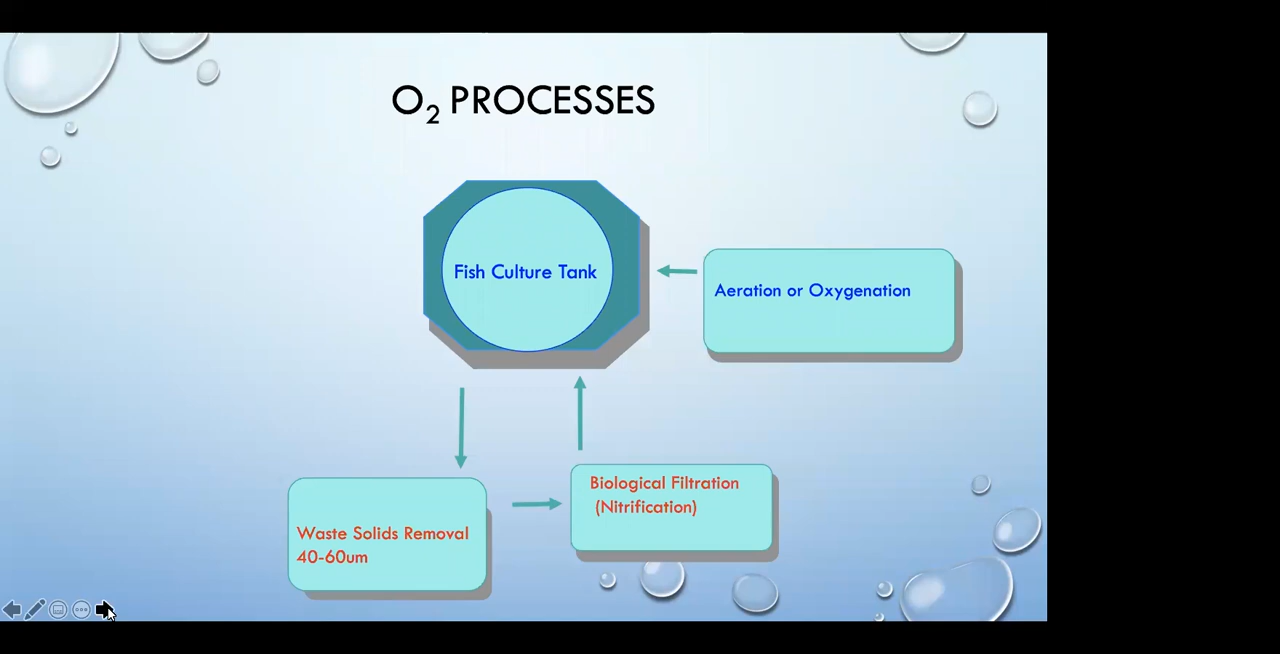 O₂ PROCESSES
Fish Culture Tank
Aeration or Oxygenation
Biological Filtration
(Nitrification)
Waste Solids Removal
40-60um